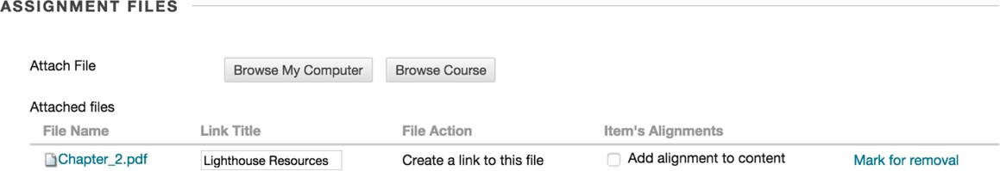 ASSIGNMENT FILES
Attach File Browse My Computer Browse Course
Attached files
File Name Link Title File Action Item's Alignments
Chapter_2.pdf Lighthouse Resources Create a link to this file Add alignment to content Mark for removal